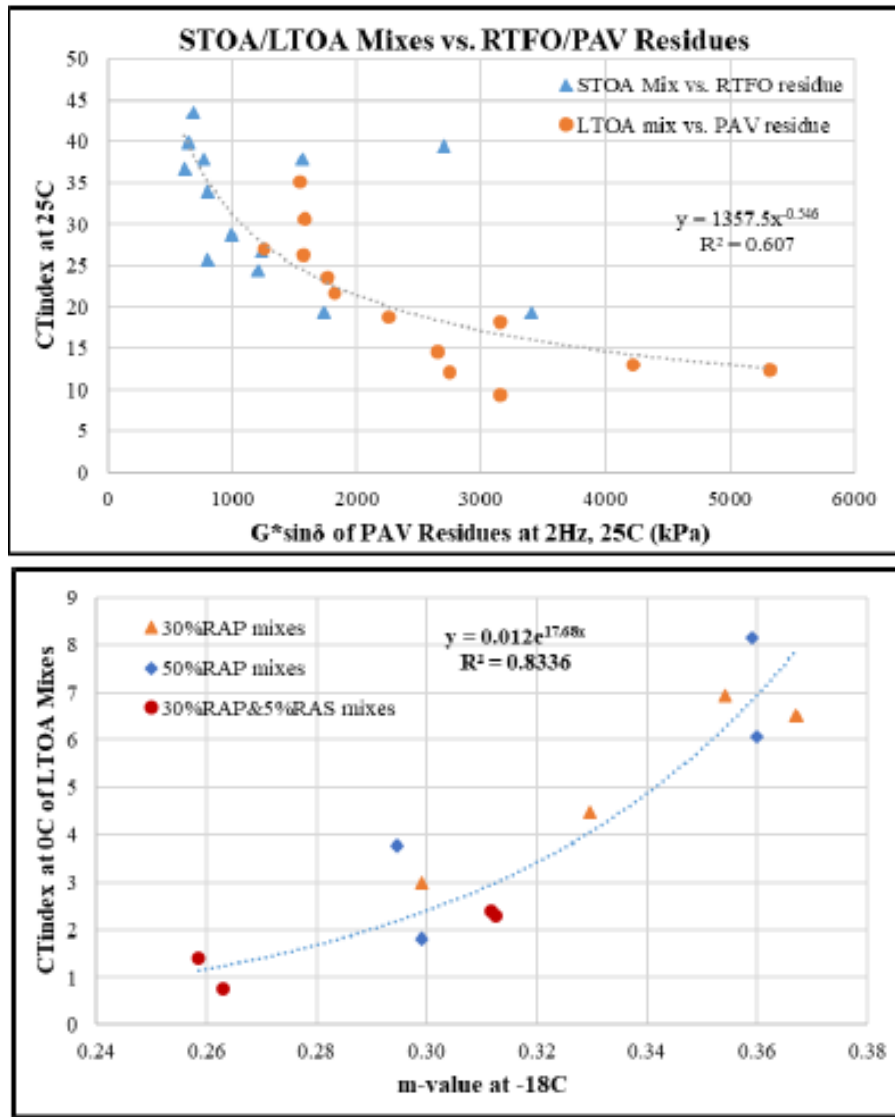 STOA/LTOA Mixes vs. RTFO/PAV Residues
50
45
40
35
30
25
20
15
10
5
0
CTindex at 25C
STOA Mix vs. RTFO residue
LTOA mix vs. PAV residue
y = 1357.5x^-0.546
R² = 0.607
0 1000 2000 3000 4000 5000 6000
G*sinδ of PAV Residues at 2Hz, 25C (kPa)
9
8
7
6
5
4
3
2
1
0
CTindex at 0C of LTOA Mixes
30%RAP mixes
50%RAP mixes
30%RAP&5%RAS mixes
y = 0.012e^17.68x
R² = 0.8336
0.24 0.26 0.28 0.30 0.32 0.34 0.36 0.38
m-value at -18C